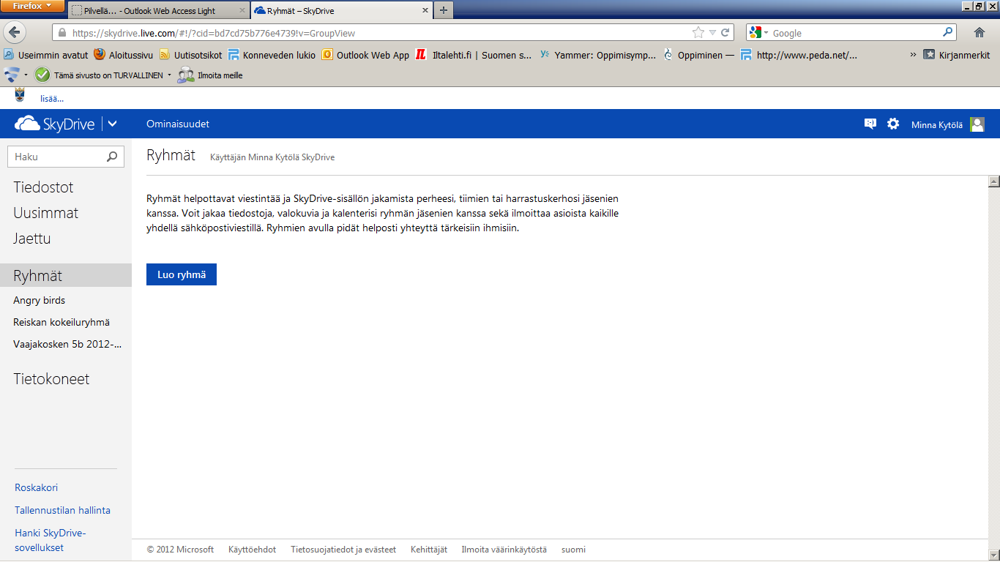 Firefox
Pilvellä... - Outlook Web Access Light
Ryhmät – SkyDrive
https://skydrive.live.com/#!/?cid=bd7cd75b776e4739!v=GroupView
Google
Useimmin avatut
Aloitussivu
Uutisotsikot
Konneveden lukio
Outlook Web App
Iltalehti.fi | Suomen s...
Yammer: Oppimisymp...
Oppiminen —
http://www.peda.net/...
»
Kirjanmerkit
Tämä sivusto on TURVALLINEN
Ilmoita meille
lisää...
SkyDrive
Ominaisuudet
Minna Kytölä
Haku
Tiedostot
Uusimmat
Jaettu
Ryhmät
Angry birds
Reiskan kokeiluryhmä
Vaajakosken 5b 2012-...
Tietokoneet
Roskakori
Tallennustilan hallinta
Hanki SkyDrive-
sovellukset
Ryhmät
Käyttäjän Minna Kytölä SkyDrive
Ryhmät helpottavat viestintää ja SkyDrive-sisällön jakamista perheesi, tiimien tai harrastuskerhosi jäsenien
kanssa. Voit jakaa tiedostoja, valokuvia ja kalenterisi ryhmän jäsenien kanssa sekä ilmoittaa asioista kaikille
yhdellä sähköpostiviestillä. Ryhmien avulla pidät helposti yhteyttä tärkeisiin ihmisiin.
Luo ryhmä
© 2012 Microsoft
Käyttöehdot
Tietosuojatiedot ja evästeet
Kehittäjät
Ilmoita väärinkäytöstä
suomi